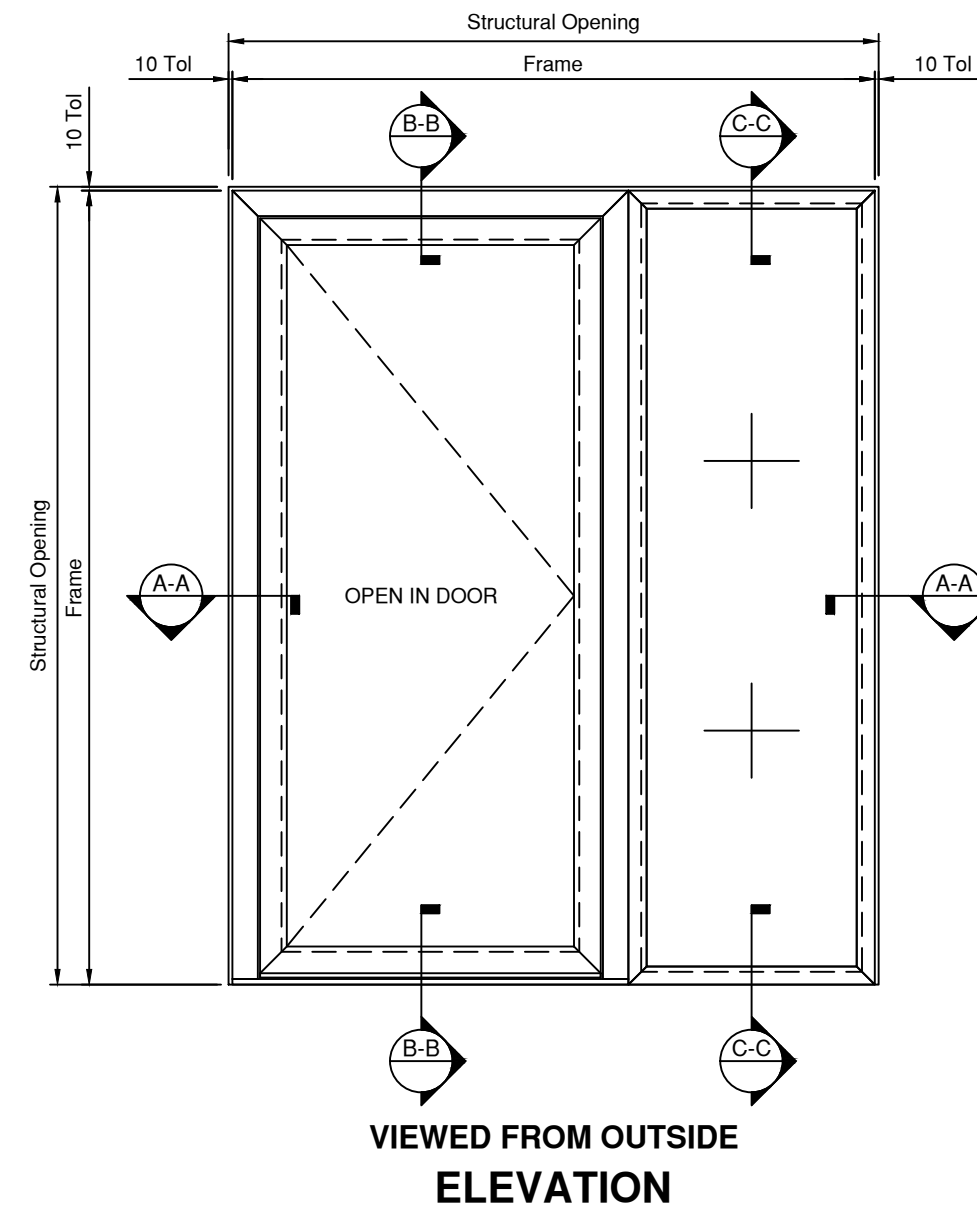 Structural Opening
10 Tol
Frame
10 Tol
10 Tol
B-B
C-C
Structural Opening
Frame
A-A
OPEN IN DOOR
A-A
B-B
C-C
VIEWED FROM OUTSIDE
ELEVATION